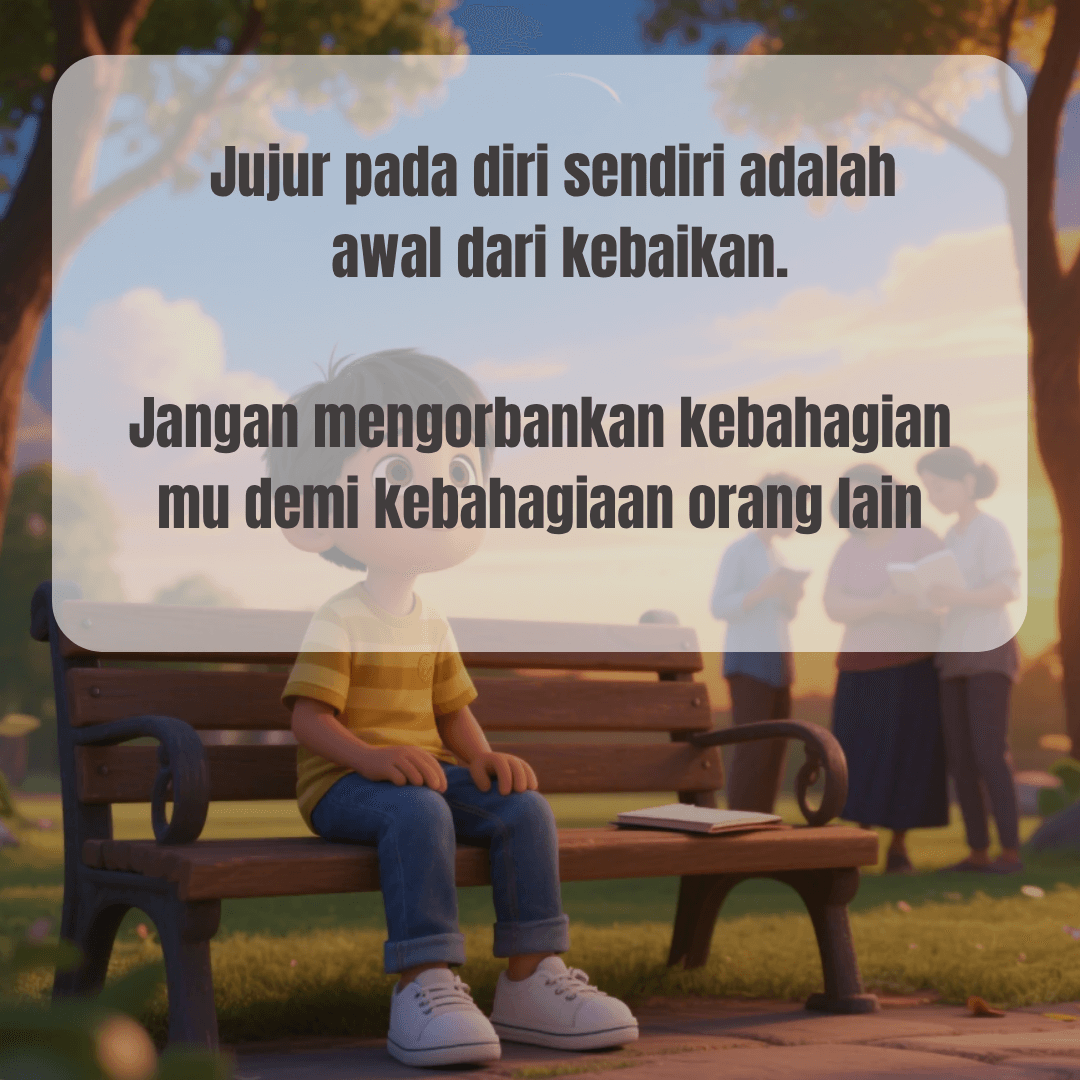 Jujur pada diri sendiri adalah
awal dari kebaikan.
Jangan mengorbankan kebahagian
mu demi kebahagiaan orang lain